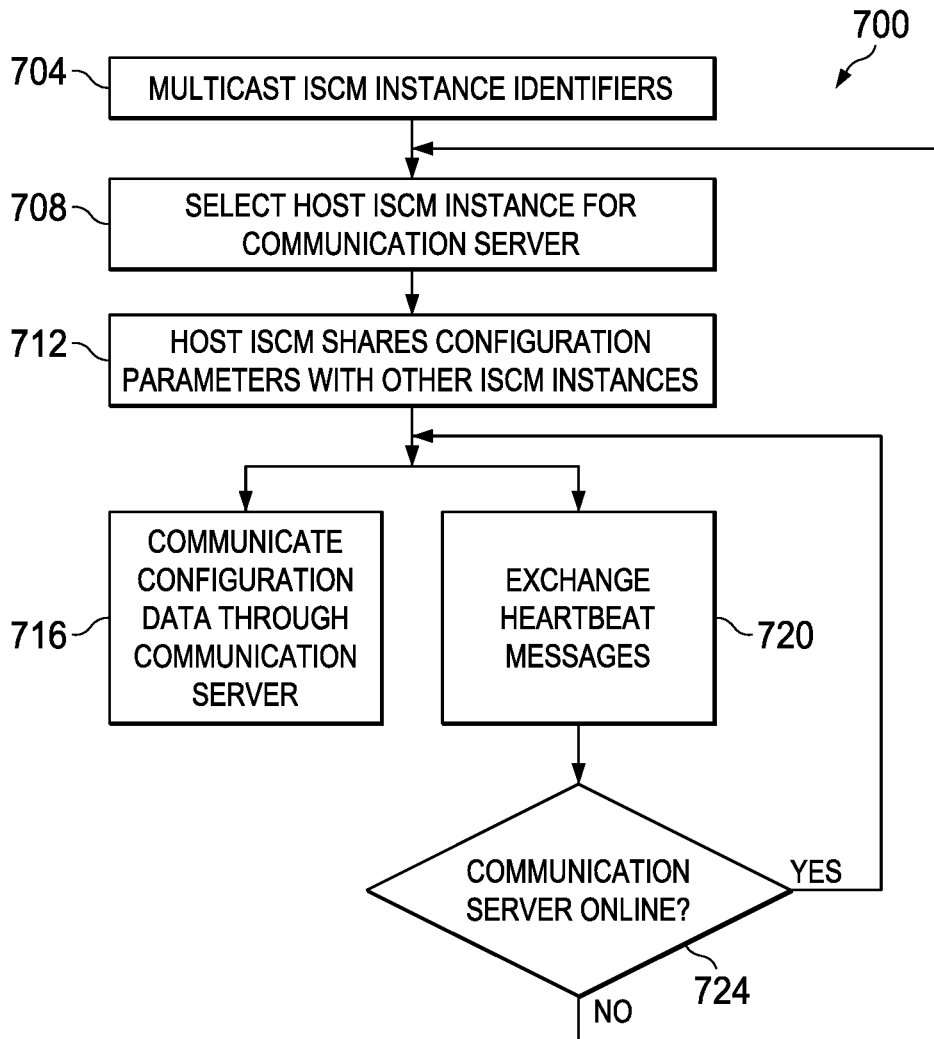 700
704
MULTICAST ISCM INSTANCE IDENTIFIERS
708
SELECT HOST ISCM INSTANCE FOR
COMMUNICATION SERVER
712
HOST ISCM SHARES CONFIGURATION
PARAMETERS WITH OTHER ISCM INSTANCES
716
COMMUNICATE
CONFIGURATION
DATA THROUGH
COMMUNICATION
SERVER
EXCHANGE
HEARTBEAT
MESSAGES
720
COMMUNICATION
SERVER ONLINE?
YES
724
NO